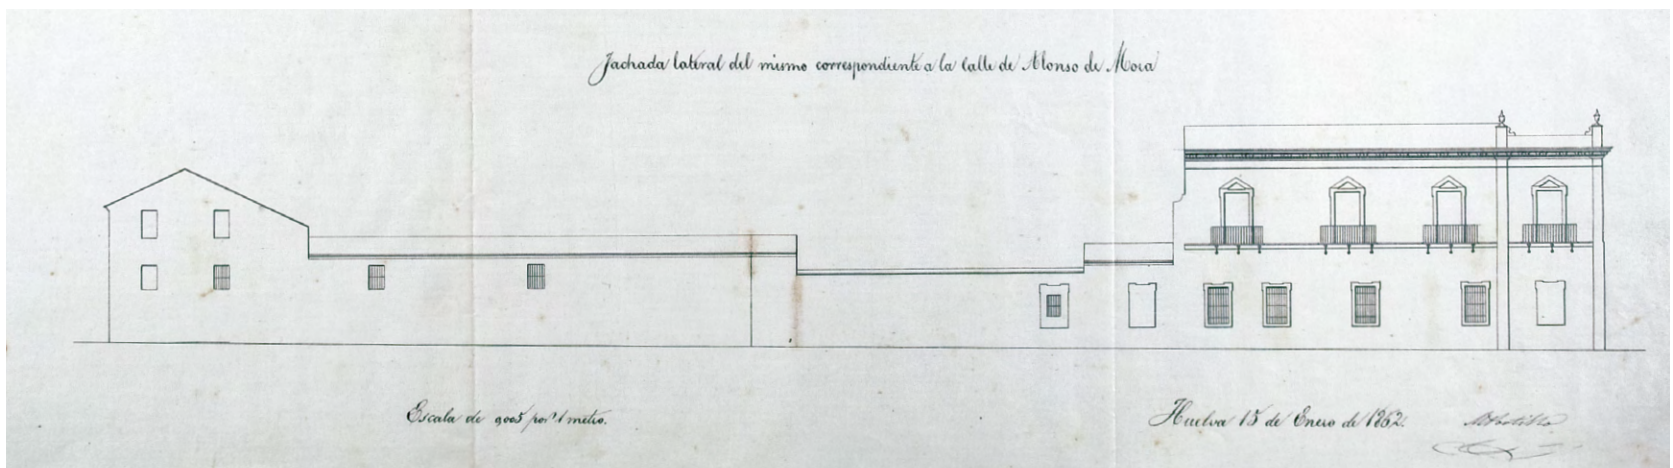 Fachada lateral del mismo correspondiente a la Calle de Alonso de Mora
Escala de 0,005 por 1 metro.
Huelva 15 de Enero de 1862.